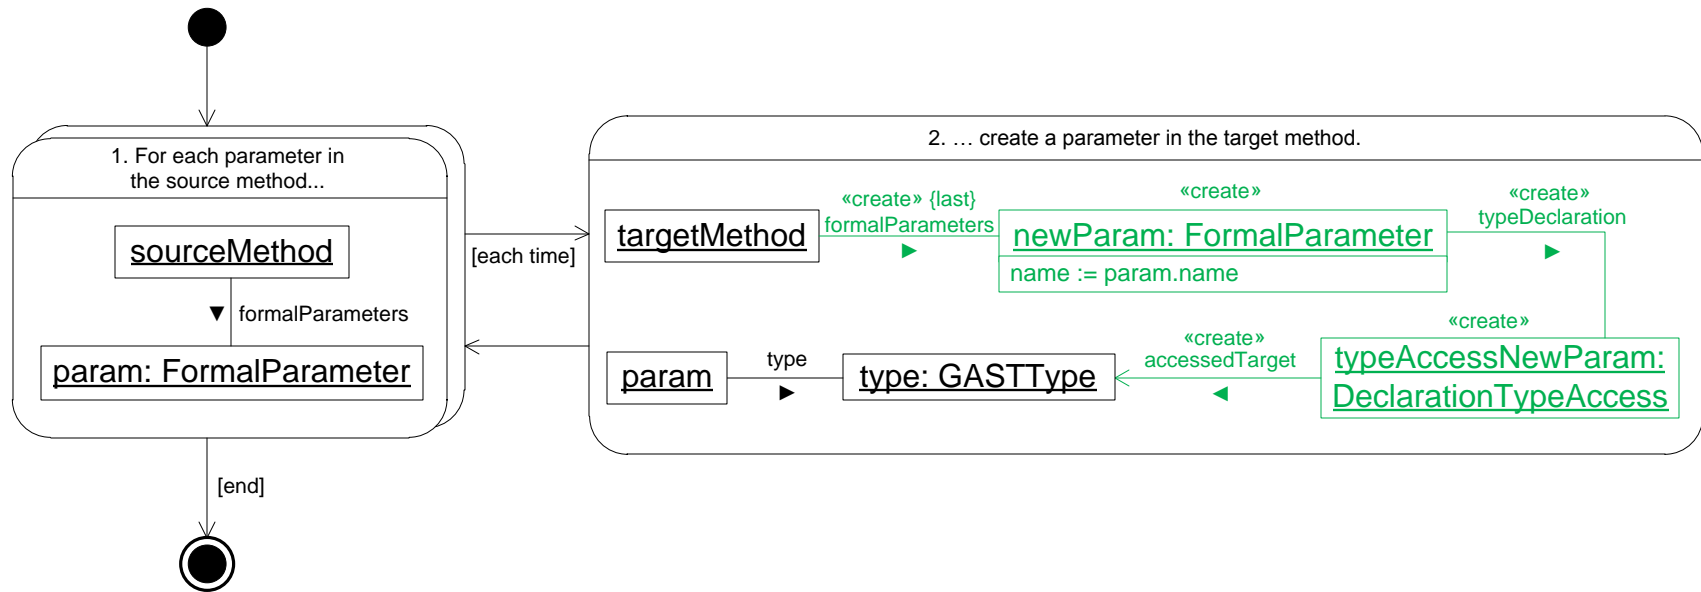 1. For each parameter in
the source method...
sourceMethod
▼ formalParameters
param: FormalParameter
[each time]
[end]
2. … create a parameter in the target method.
targetMethod
«create» {last}
formalParameters
►
«create»
newParam: FormalParameter
name := param.name
«create»
typeDeclaration
►
param
type
►
type: GASTType
«create»
accessedTarget
◄
«create»
typeAccessNewParam:
DeclarationTypeAccess